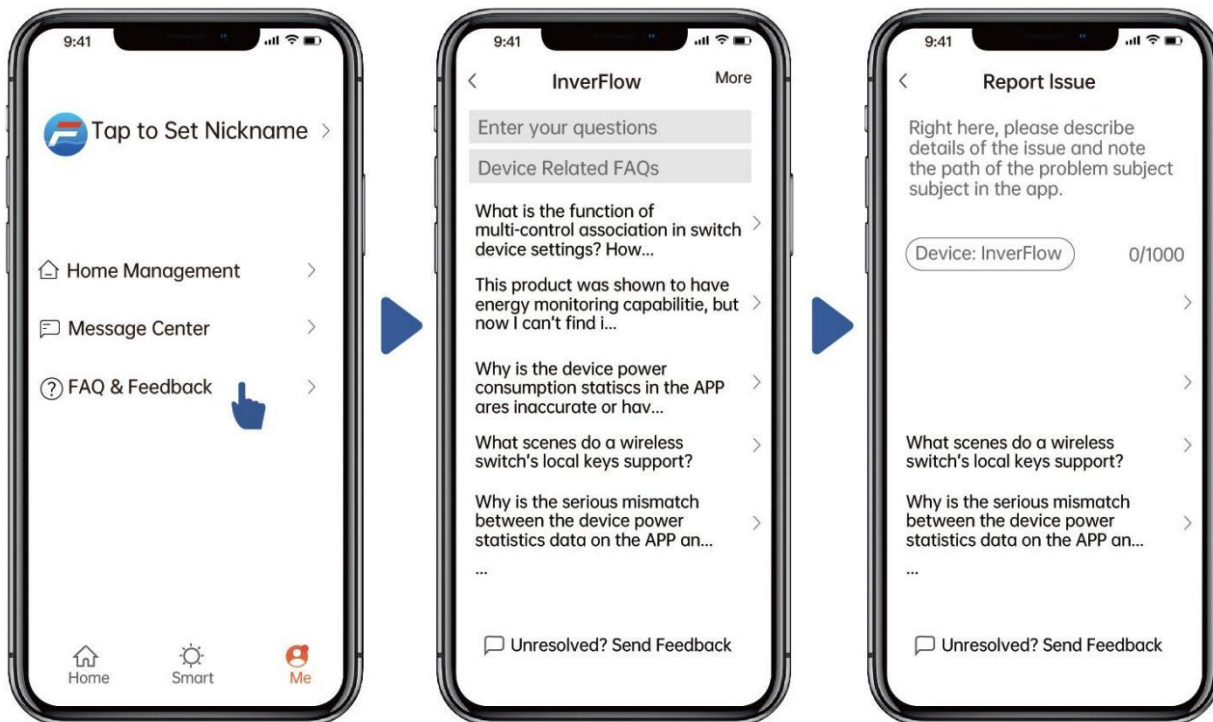 9:41
Tap to Set Nickname
Home Management
Message Center
FAQ & Feedback
Home
Smart
Me
9:41
InverFlow
More
Enter your questions
Device Related FAQs
What is the function of
multi-control association in switch
device settings? How...
This product was shown to have
energy monitoring capabilitie, but
now I can't find i...
Why is the device power
consumption statiscs in the APP
ares inaccurate or hav...
What scenes do a wireless
switch's local keys support?
Why is the serious mismatch
between the device power
statistics data on the APP an...
...
Unresolved? Send Feedback
9:41
Report Issue
Right here, please describe
details of the issue and note
the path of the problem subject
subject in the app.
Device: InverFlow
0/1000
What scenes do a wireless
switch's local keys support?
Why is the serious mismatch
between the device power
statistics data on the APP an...
...
Unresolved? Send Feedback